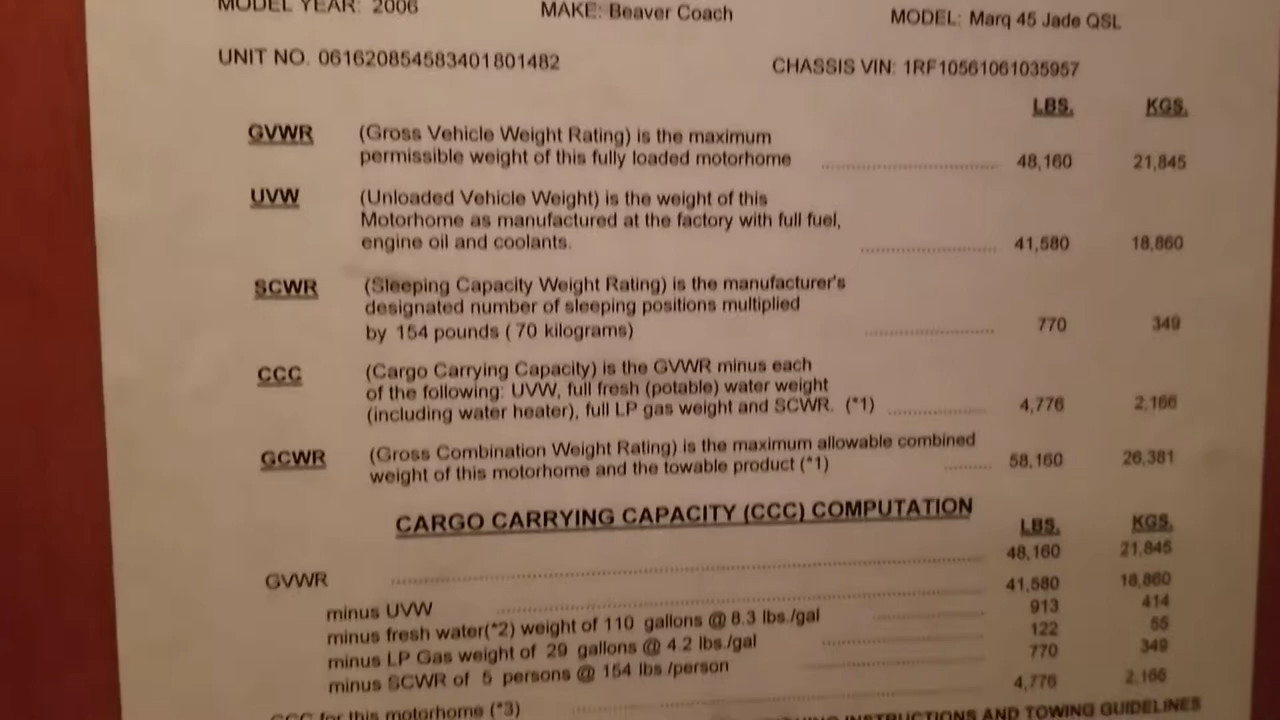 MODEL YEAR: 2006 MAKE: Beaver Coach MODEL: Marq 45 Jade QSL
UNIT NO. 061620854583401801482 CHASSIS VIN: 1RF10561061035957
LBS. KGS.
GVWR (Gross Vehicle Weight Rating) is the maximum
permissible weight of this fully loaded motorhome 48,160 21,845
UVW (Unloaded Vehicle Weight) is the weight of this
Motorhome as manufactured at the factory with full fuel,
engine oil and coolants. 41,580 18,860
SCWR (Sleeping Capacity Weight Rating) is the manufacturer's
designated number of sleeping positions multiplied
by 154 pounds ( 70 kilograms) 770 349
CCC (Cargo Carrying Capacity) is the GVWR minus each
of the following: UVW, full fresh (potable) water weight
(including water heater), full LP gas weight and SCWR. (*1) 4,776 2,166
GCWR (Gross Combination Weight Rating) is the maximum allowable combined
weight of this motorhome and the towable product (*1) 58,160 26,381
CARGO CARRYING CAPACITY (CCC) COMPUTATION
LBS. KGS.
GVWR 48,160 21,845
minus UVW 41,580 18,860
minus fresh water(*2) weight of 110 gallons @ 8.3 lbs./gal 913 414
minus LP Gas weight of 29 gallons @ 4.2 lbs./gal 122 55
minus SCWR of 5 persons @ 154 lbs./person 770 349
CCC for this motorhome (*3) 4,776 2,166
INSTRUCTIONS AND TOWING GUIDELINES